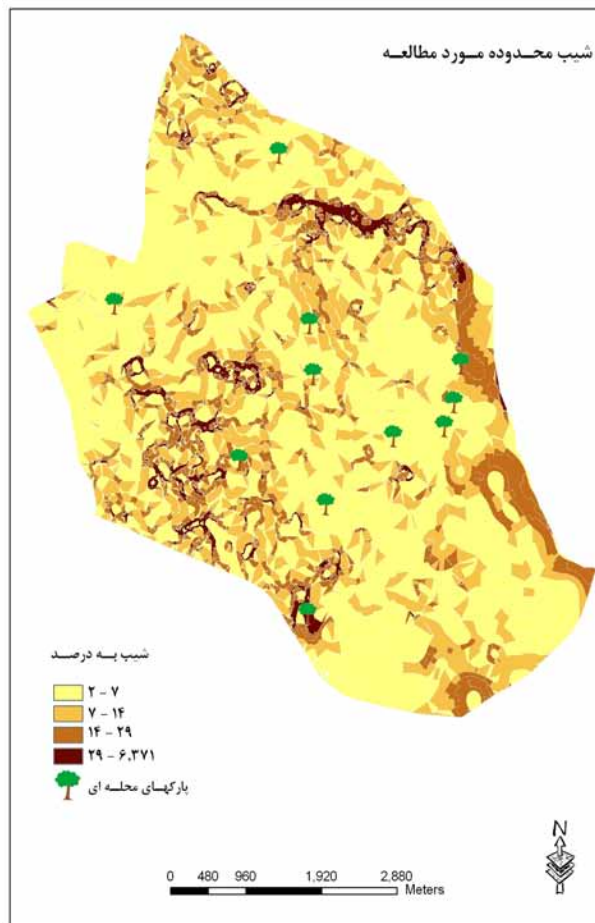 شیب محدوده مورد مطالعه
شیب به درصد
۲ - ۷
۷ - ۱۴
۱۴ - ۲۹
۲۹ - ۶,۳۷۱
پارکهای محله ای
N
0 480 960 1,920 2,880
Meters